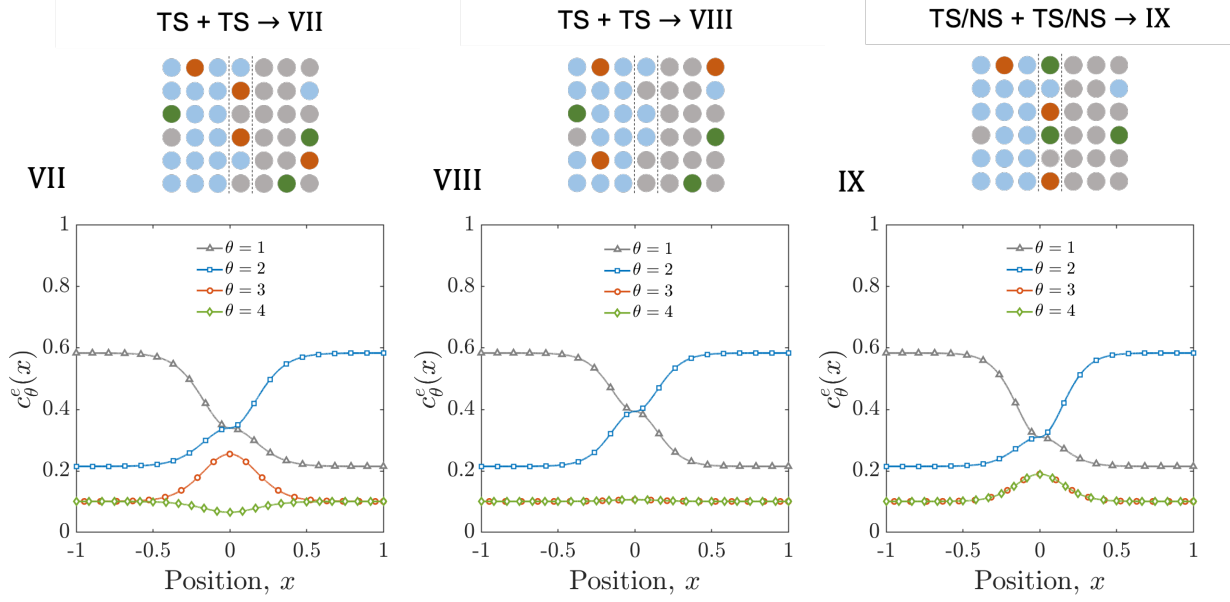 TS + TS → VII
TS + TS → VIII
TS/NS + TS/NS → IX
VII
VIII
IX
1
0.8
0.6
0.4
0.2
0
θ = 1
θ = 2
θ = 3
θ = 4
c_θ^e(x)
-1 -0.5 0 0.5 1
Position, x
1
0.8
0.6
0.4
0.2
0
θ = 1
θ = 2
θ = 3
θ = 4
c_θ^e(x)
-1 -0.5 0 0.5 1
Position, x
1
0.8
0.6
0.4
0.2
0
θ = 1
θ = 2
θ = 3
θ = 4
c_θ^e(x)
-1 -0.5 0 0.5 1
Position, x